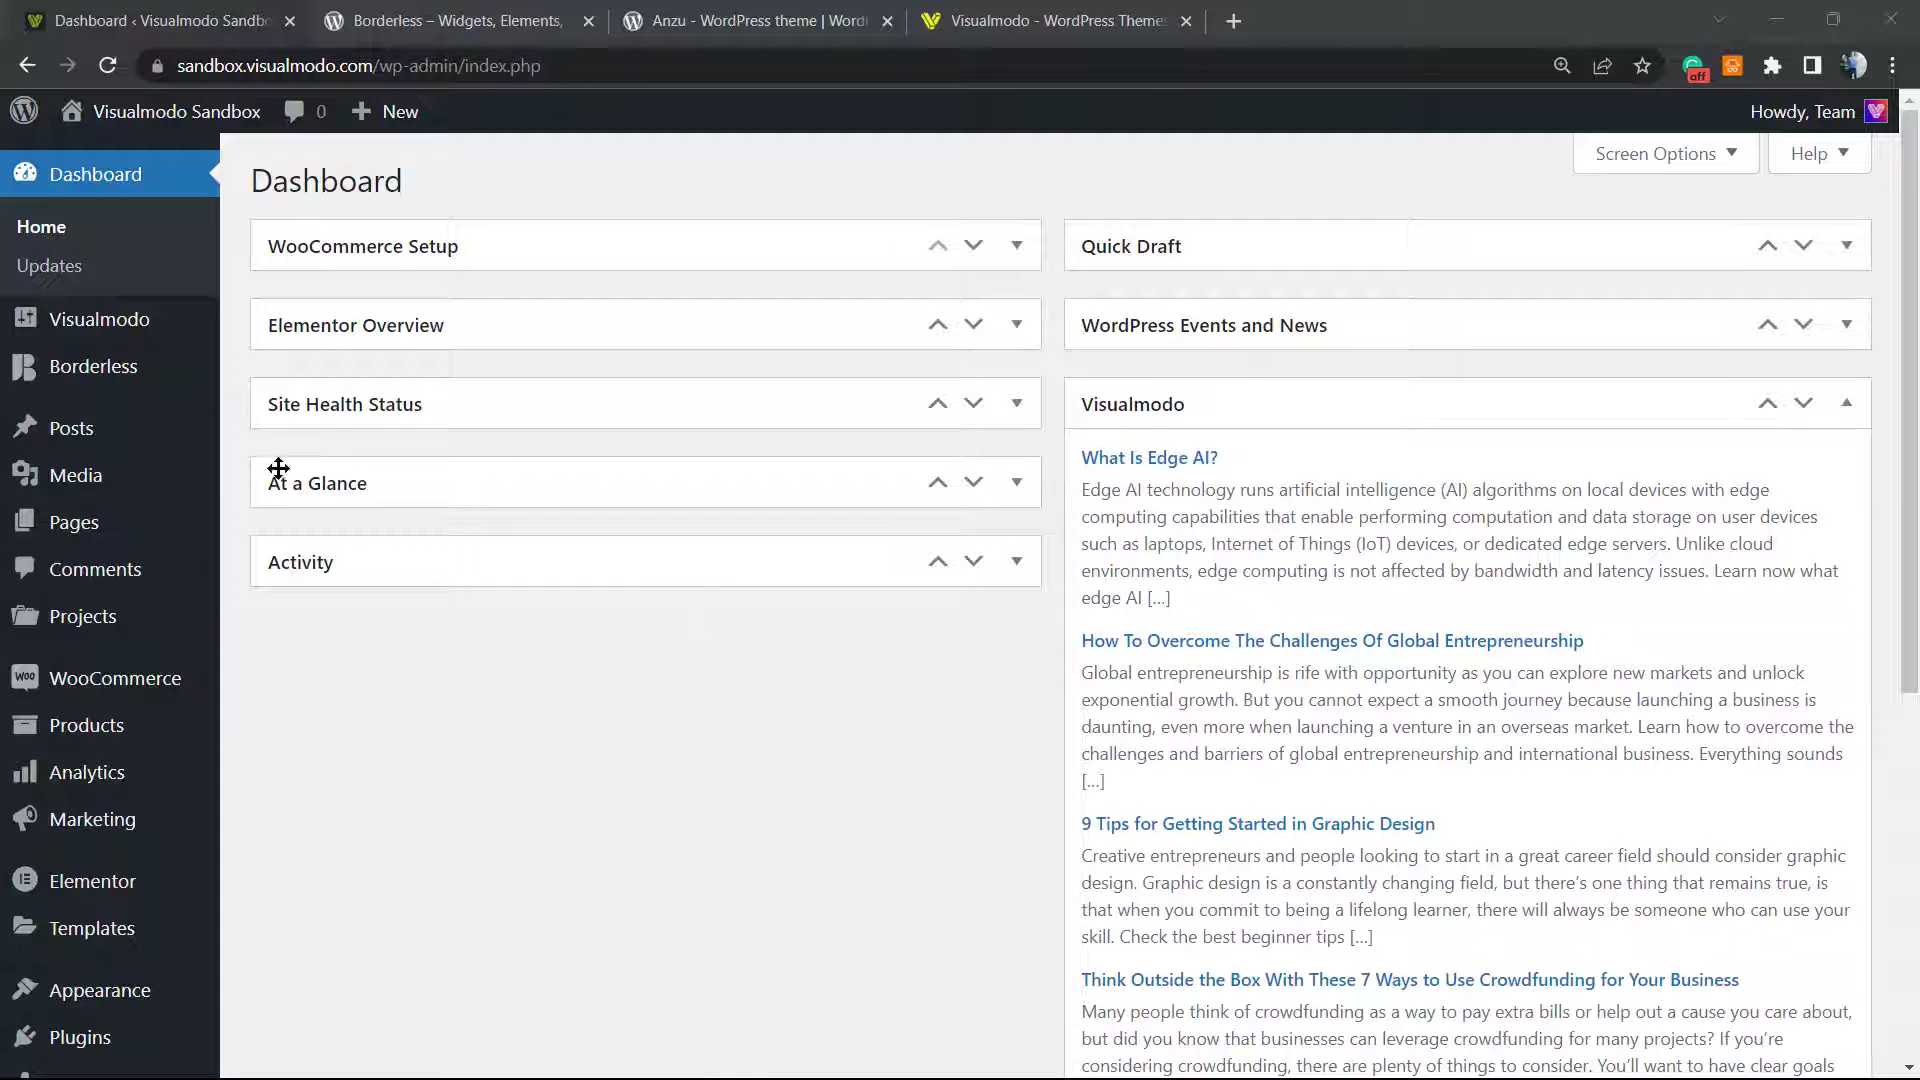 Dashboard ‹ Visualmodo Sandbo
Borderless – Widgets, Elements,
Anzu - WordPress theme | Word
Visualmodo - WordPress Themes
sandbox.visualmodo.com/wp-admin/index.php
off
Visualmodo Sandbox
0
New
Howdy, Team
Dashboard
Home
Updates
Visualmodo
Borderless
Posts
Media
Pages
Comments
Projects
woo
WooCommerce
Products
Analytics
Marketing
Elementor
Templates
Appearance
Plugins
Screen Options
Help
Dashboard
WooCommerce Setup
Elementor Overview
Site Health Status
At a Glance
Activity
Quick Draft
WordPress Events and News
Visualmodo
What Is Edge AI?
Edge AI technology runs artificial intelligence (AI) algorithms on local devices with edge
computing capabilities that enable performing computation and data storage on user devices
such as laptops, Internet of Things (IoT) devices, or dedicated edge servers. Unlike cloud
environments, edge computing is not affected by bandwidth and latency issues. Learn now what
edge AI [...]
How To Overcome The Challenges Of Global Entrepreneurship
Global entrepreneurship is rife with opportunity as you can explore new markets and unlock
exponential growth. But you cannot expect a smooth journey because launching a business is
daunting, even more when launching a venture in an overseas market. Learn how to overcome the
challenges and barriers of global entrepreneurship and international business. Everything sounds
[...]
9 Tips for Getting Started in Graphic Design
Creative entrepreneurs and people looking to start in a great career field should consider graphic
design. Graphic design is a constantly changing field, but there’s one thing that remains true, is
that when you commit to being a lifelong learner, there will always be someone who can use your
skill. Check the best beginner tips [...]
Think Outside the Box With These 7 Ways to Use Crowdfunding for Your Business
Many people think of crowdfunding as a way to pay extra bills or help out a cause you care about,
but did you know that businesses can leverage crowdfunding for many projects? If you’re
considering crowdfunding, there are plenty of things to consider. You’ll want to have clear goals